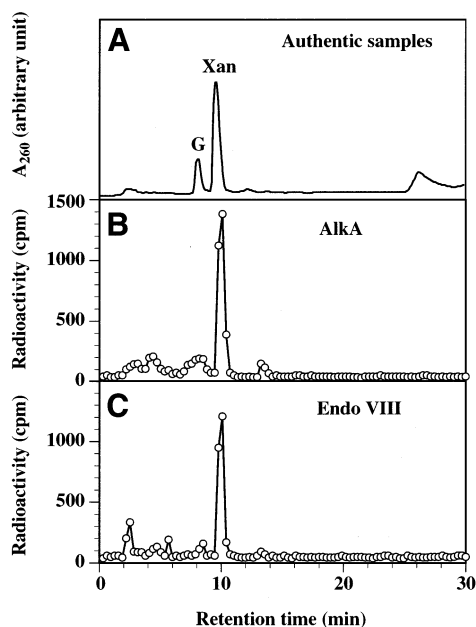 A
Authentic samples
Xan
G
A260 (arbitrary unit)
1500
B
AlkA
1000
500
0
Radioactivity (cpm)
C
Endo VIII
1000
500
0
Radioactivity (cpm)
0 10 20 30
Retention time (min)